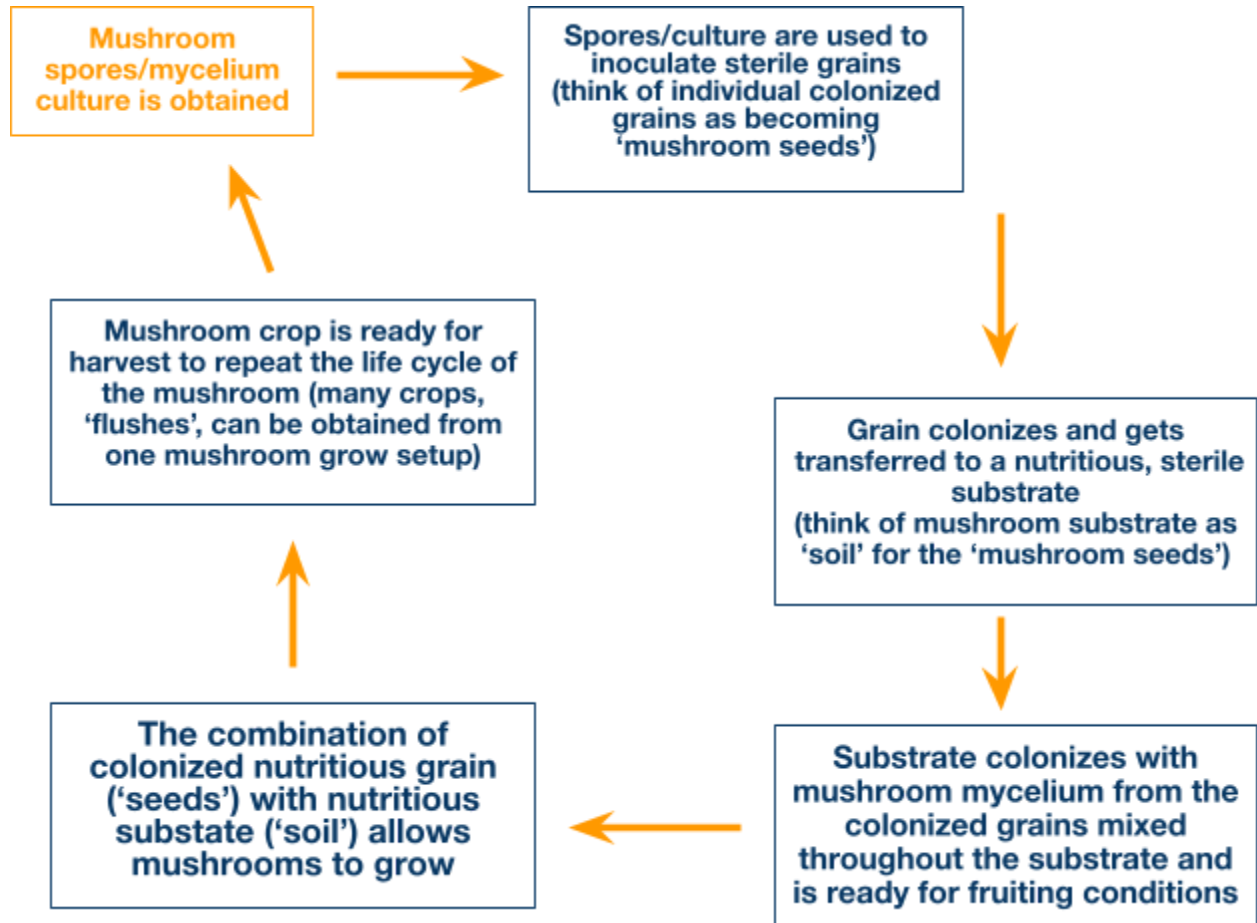 Mushroom
spores/mycelium
culture is obtained
Spores/culture are used to
inoculate sterile grains
(think of individual colonized
grains as becoming
‘mushroom seeds’)
Grain colonizes and gets
transferred to a nutritious, sterile
substrate
(think of mushroom substrate as
‘soil’ for the ‘mushroom seeds’)
Substrate colonizes with
mushroom mycelium from the
colonized grains mixed
throughout the substrate and
is ready for fruiting conditions
The combination of
colonized nutritious grain
(‘seeds’) with nutritious
substate (‘soil’) allows
mushrooms to grow
Mushroom crop is ready for
harvest to repeat the life cycle of
the mushroom (many crops,
‘flushes’, can be obtained from
one mushroom grow setup)